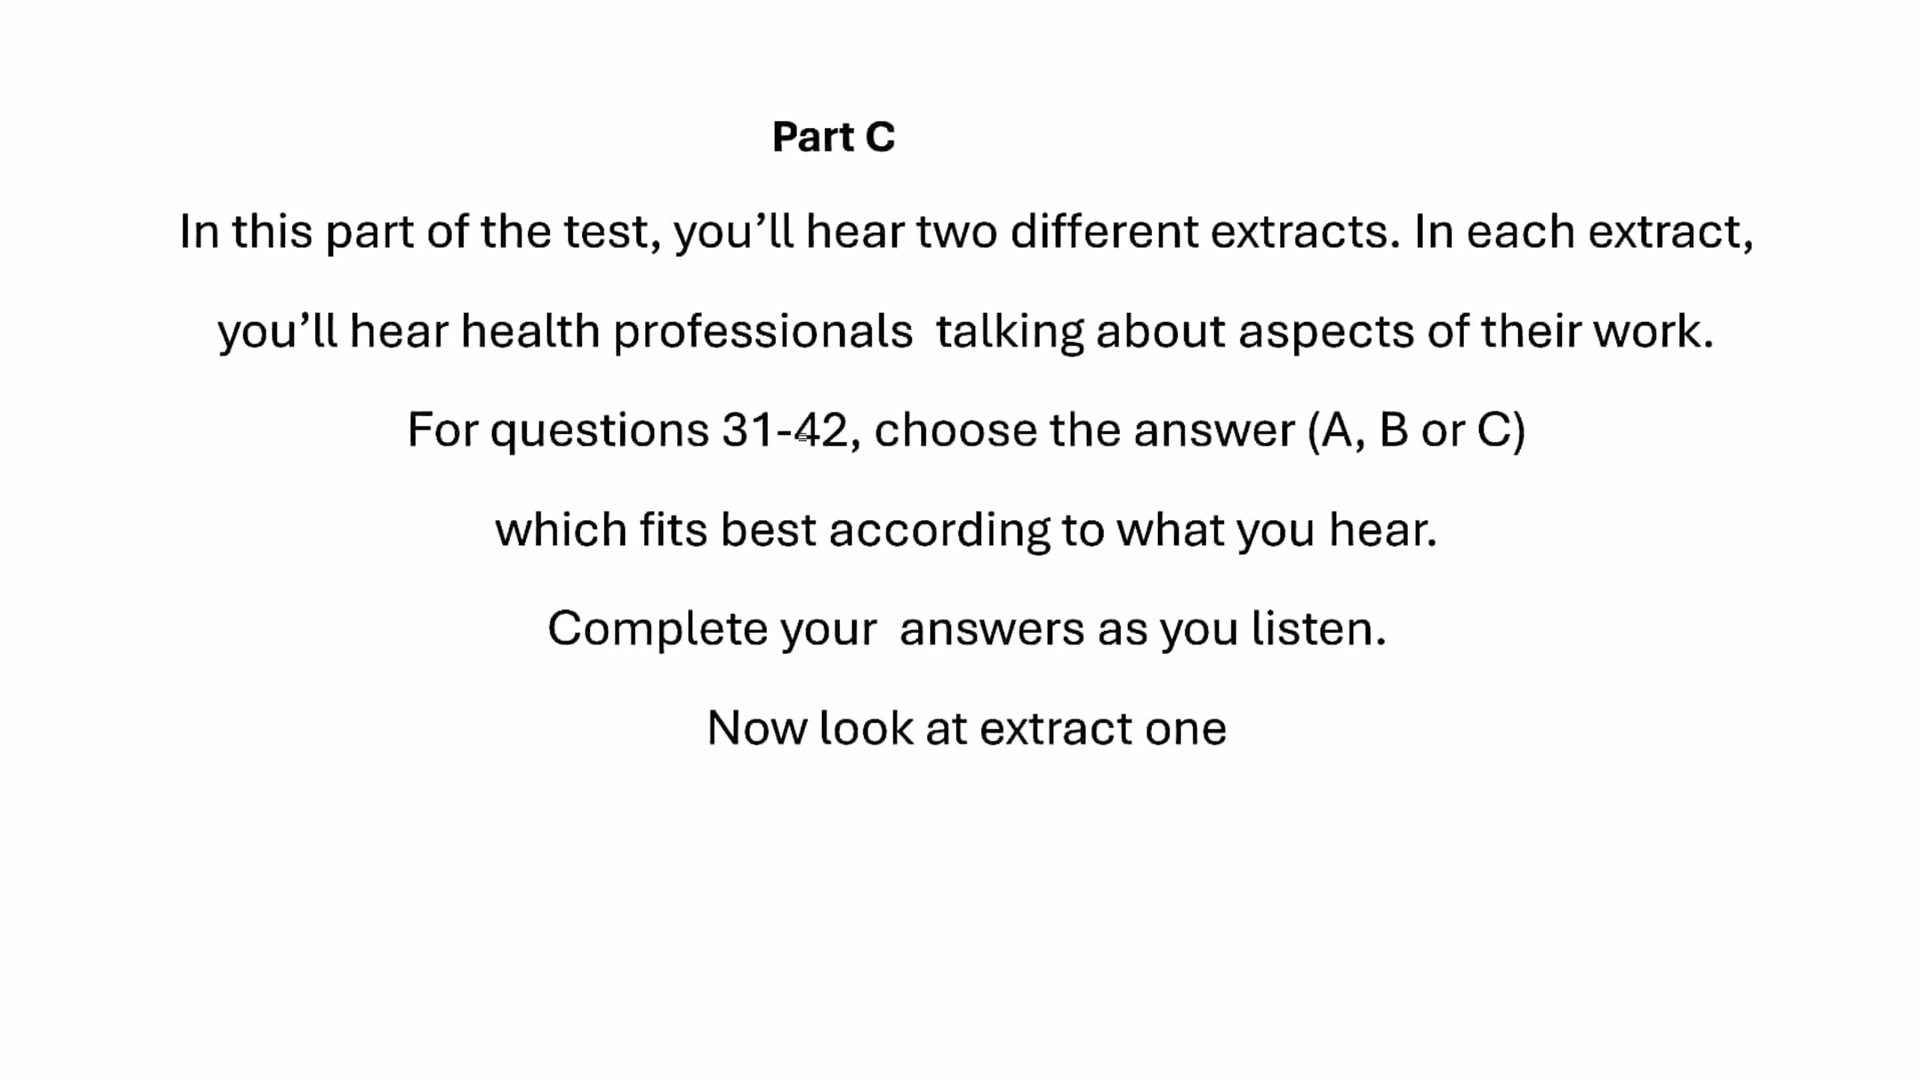 Part C
In this part of the test, you’ll hear two different extracts. In each extract,
you’ll hear health professionals  talking about aspects of their work.
For questions 31-42, choose the answer (A, B or C)
which fits best according to what you hear.
Complete your  answers as you listen.
Now look at extract one